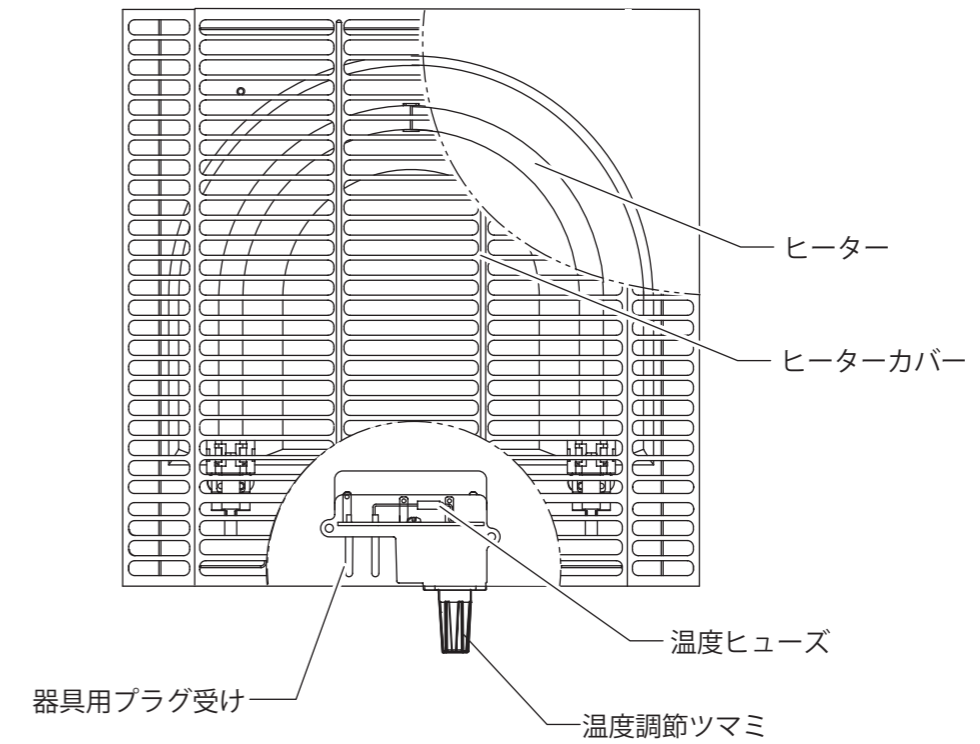 ヒーター
ヒーターカバー
温度ヒューズ
器具用プラグ受け
温度調節ツマミ